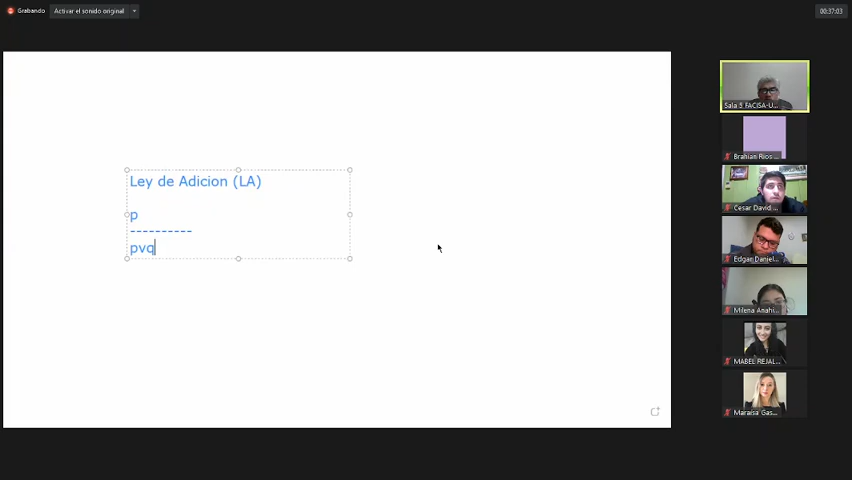 Grabando
Activar el sonido original
00:37:03
Ley de Adicion (LA)
p
----------
pvq
Sala 5 FACISA-U...
Brahian Rios ...
Cesar David ...
Edgar Daniel...
Milena Anahi...
MABEL REJAL...
Maraisa Gas...